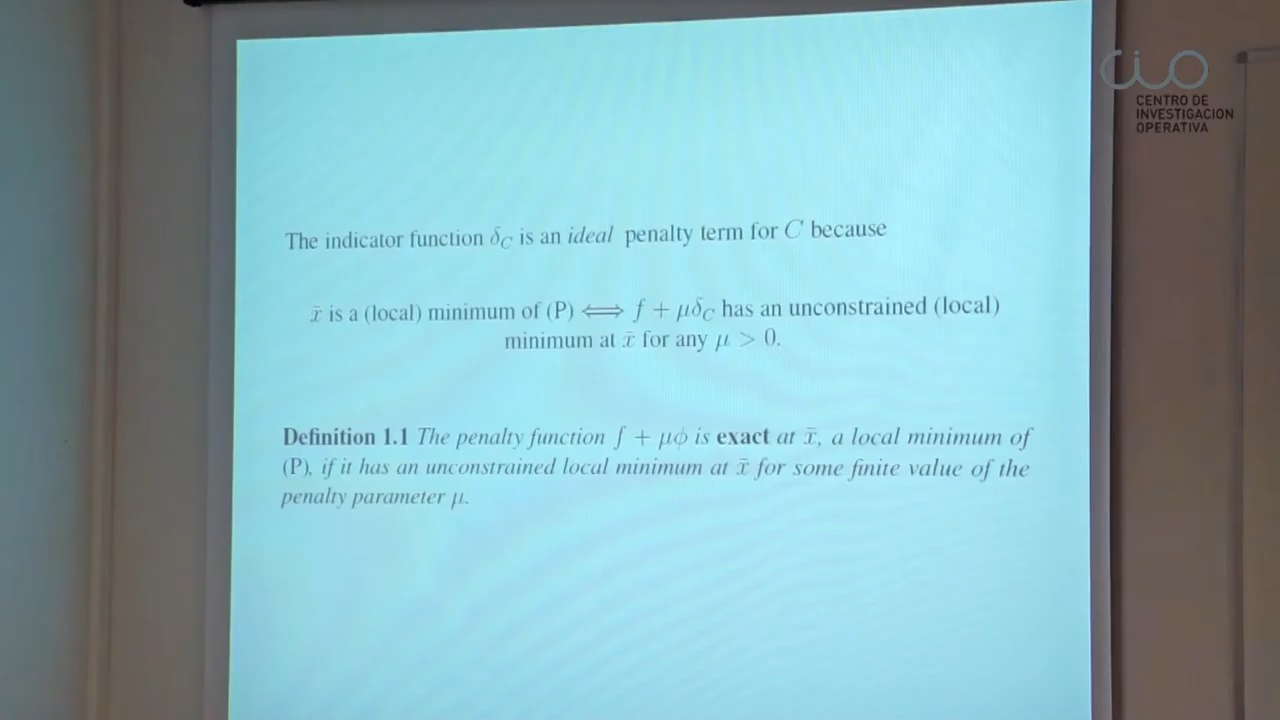 The indicator function δ_C is an ideal penalty term for C because
x̄ is a (local) minimum of (P) ⟺ f + μδ_C has an unconstrained (local)
minimum at x̄ for any μ > 0.
Definition 1.1 The penalty function f + μϕ is exact at x̄, a local minimum of
(P), if it has an unconstrained local minimum at x̄ for some finite value of the
penalty parameter μ.
CIO
CENTRO DE
INVESTIGACION
OPERATIVA